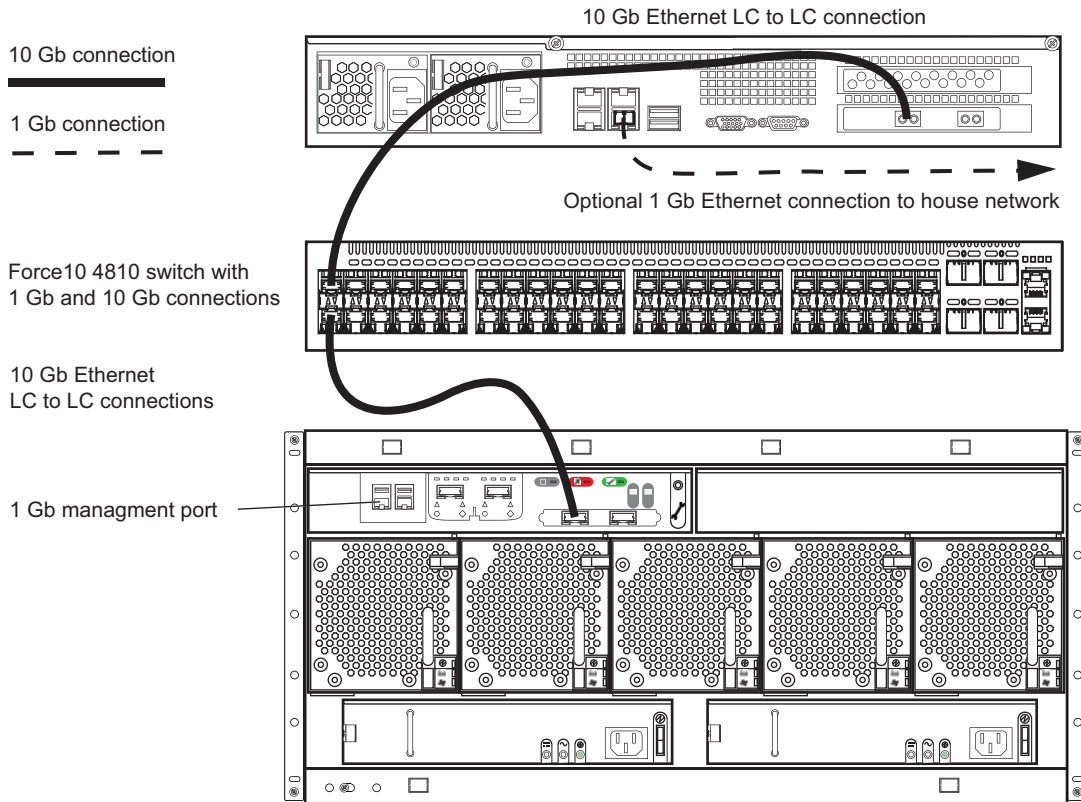 10 Gb Ethernet LC to LC connection
10 Gb connection
1 Gb connection
Optional 1 Gb Ethernet connection to house network
Force10 4810 switch with
1 Gb and 10 Gb connections
10 Gb Ethernet
LC to LC connections
1 Gb managment port